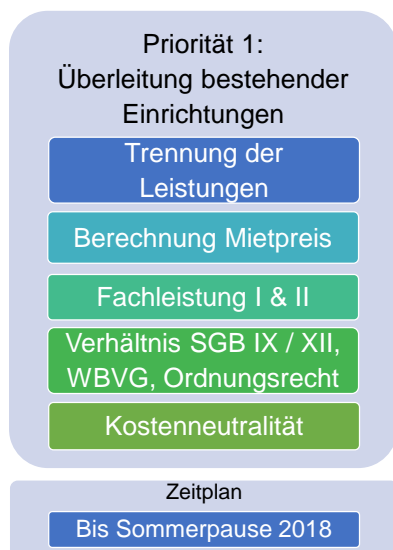 Priorität 1:
Überleitung bestehender
Einrichtungen
Trennung der
Leistungen
Berechnung Mietpreis
Fachleistung I & II
Verhältnis SGB IX / XII,
WBVG, Ordnungsrecht
Kostenneutralität
Zeitplan
Bis Sommerpause 2018